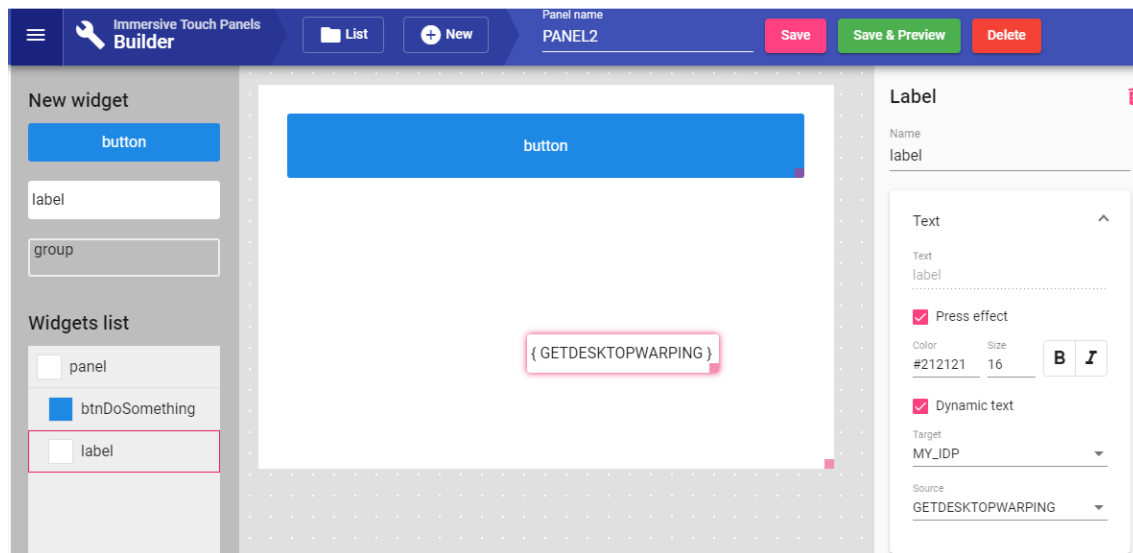 Immersive Touch Panels
Builder
List
New
Panel name
PANEL2
Save
Save & Preview
Delete
New widget
button
label
group
Widgets list
panel
btnDoSomething
label
button
{ GETDESKTOPWARPING }
Label
Name
label
Text
Text
label
Press effect
Color Size
#212121 16 B I
Dynamic text
Target
MY_IDP
Source
GETDESKTOPWARPING